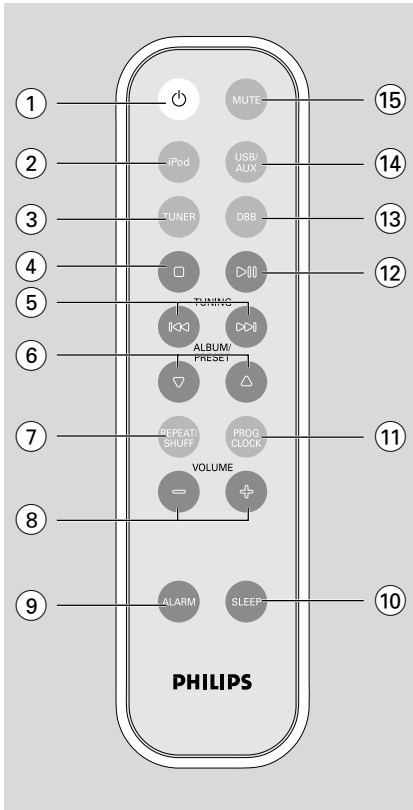 1
MUTE
15
2
iPod
USB/
AUX
14
3
TUNER
DBB
13
4
12
5
TUNING
6
ALBUM/
PRESET
7
REPEAT/
SHUFF
PROG
CLOCK
11
VOLUME
8
9
ALARM
SLEEP
10
PHILIPS